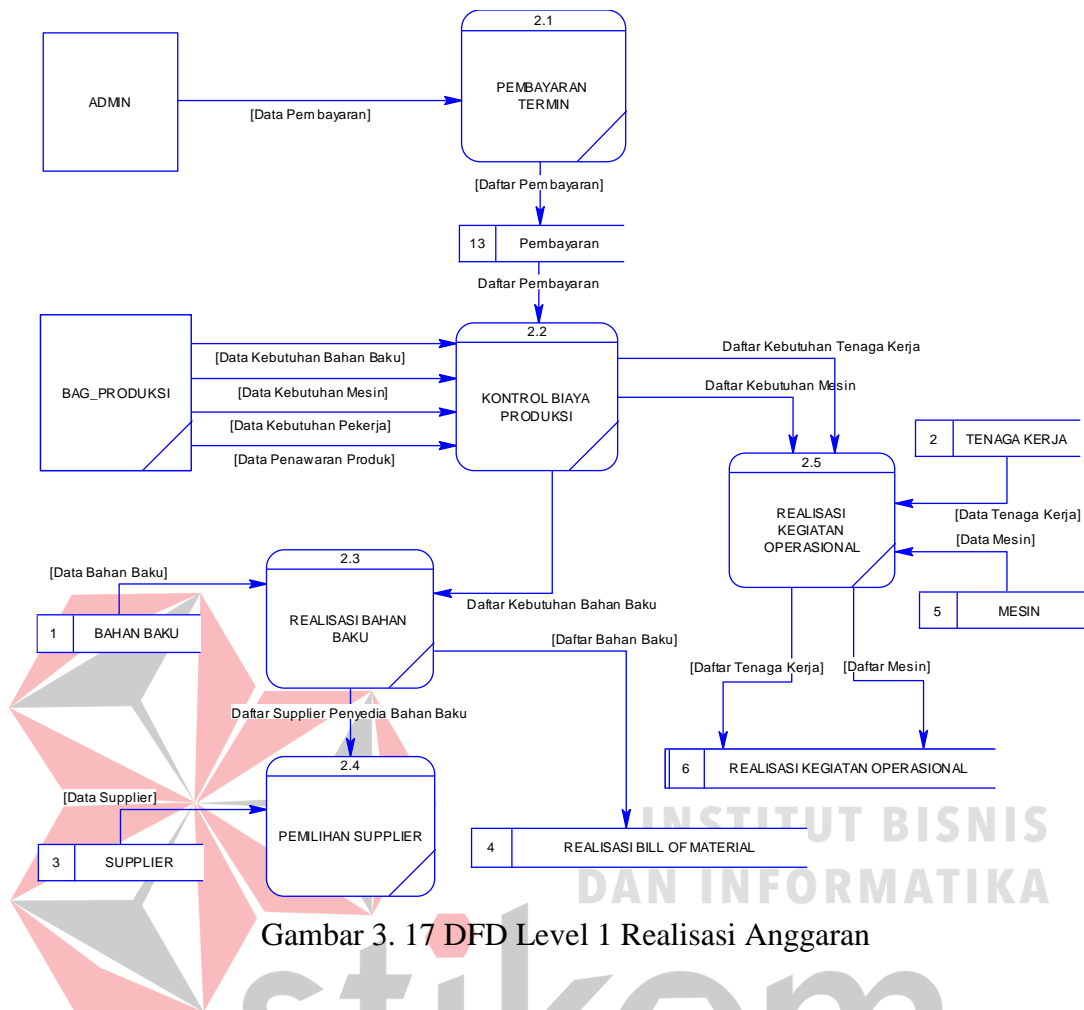 2.1
ADMIN
PEMBAYARAN
TERMIN
[Data Pembayaran]
[Daftar Pembayaran]
13 Pembayaran
Daftar Pembayaran
2.2
BAG_PRODUKSI
[Data Kebutuhan Bahan Baku]
[Data Kebutuhan Mesin]
[Data Kebutuhan Pekerja]
[Data Penawaran Produk]
KONTROL BIAYA
PRODUKSI
Daftar Kebutuhan Tenaga Kerja
Daftar Kebutuhan Mesin
2 TENAGA KERJA
2.5
REALISASI
KEGIATAN
OPERASIONAL
[Data Tenaga Kerja]
[Data Mesin]
5 MESIN
2.3
[Data Bahan Baku]
REALISASI BAHAN
BAKU
Daftar Kebutuhan Bahan Baku
1 BAHAN BAKU
[Daftar Bahan Baku]
[Daftar Tenaga Kerja]
[Daftar Mesin]
Daftar Supplier Penyedia Bahan Baku
2.4
6 REALISASI KEGIATAN OPERASIONAL
[Data Supplier]
PEMILIHAN SUPPLIER
3 SUPPLIER
4 REALISASI BILL OF MATERIAL
INSTITUT BISNIS
DAN INFORMATIKA
Gambar 3. 17 DFD Level 1 Realisasi Anggaran
stikom